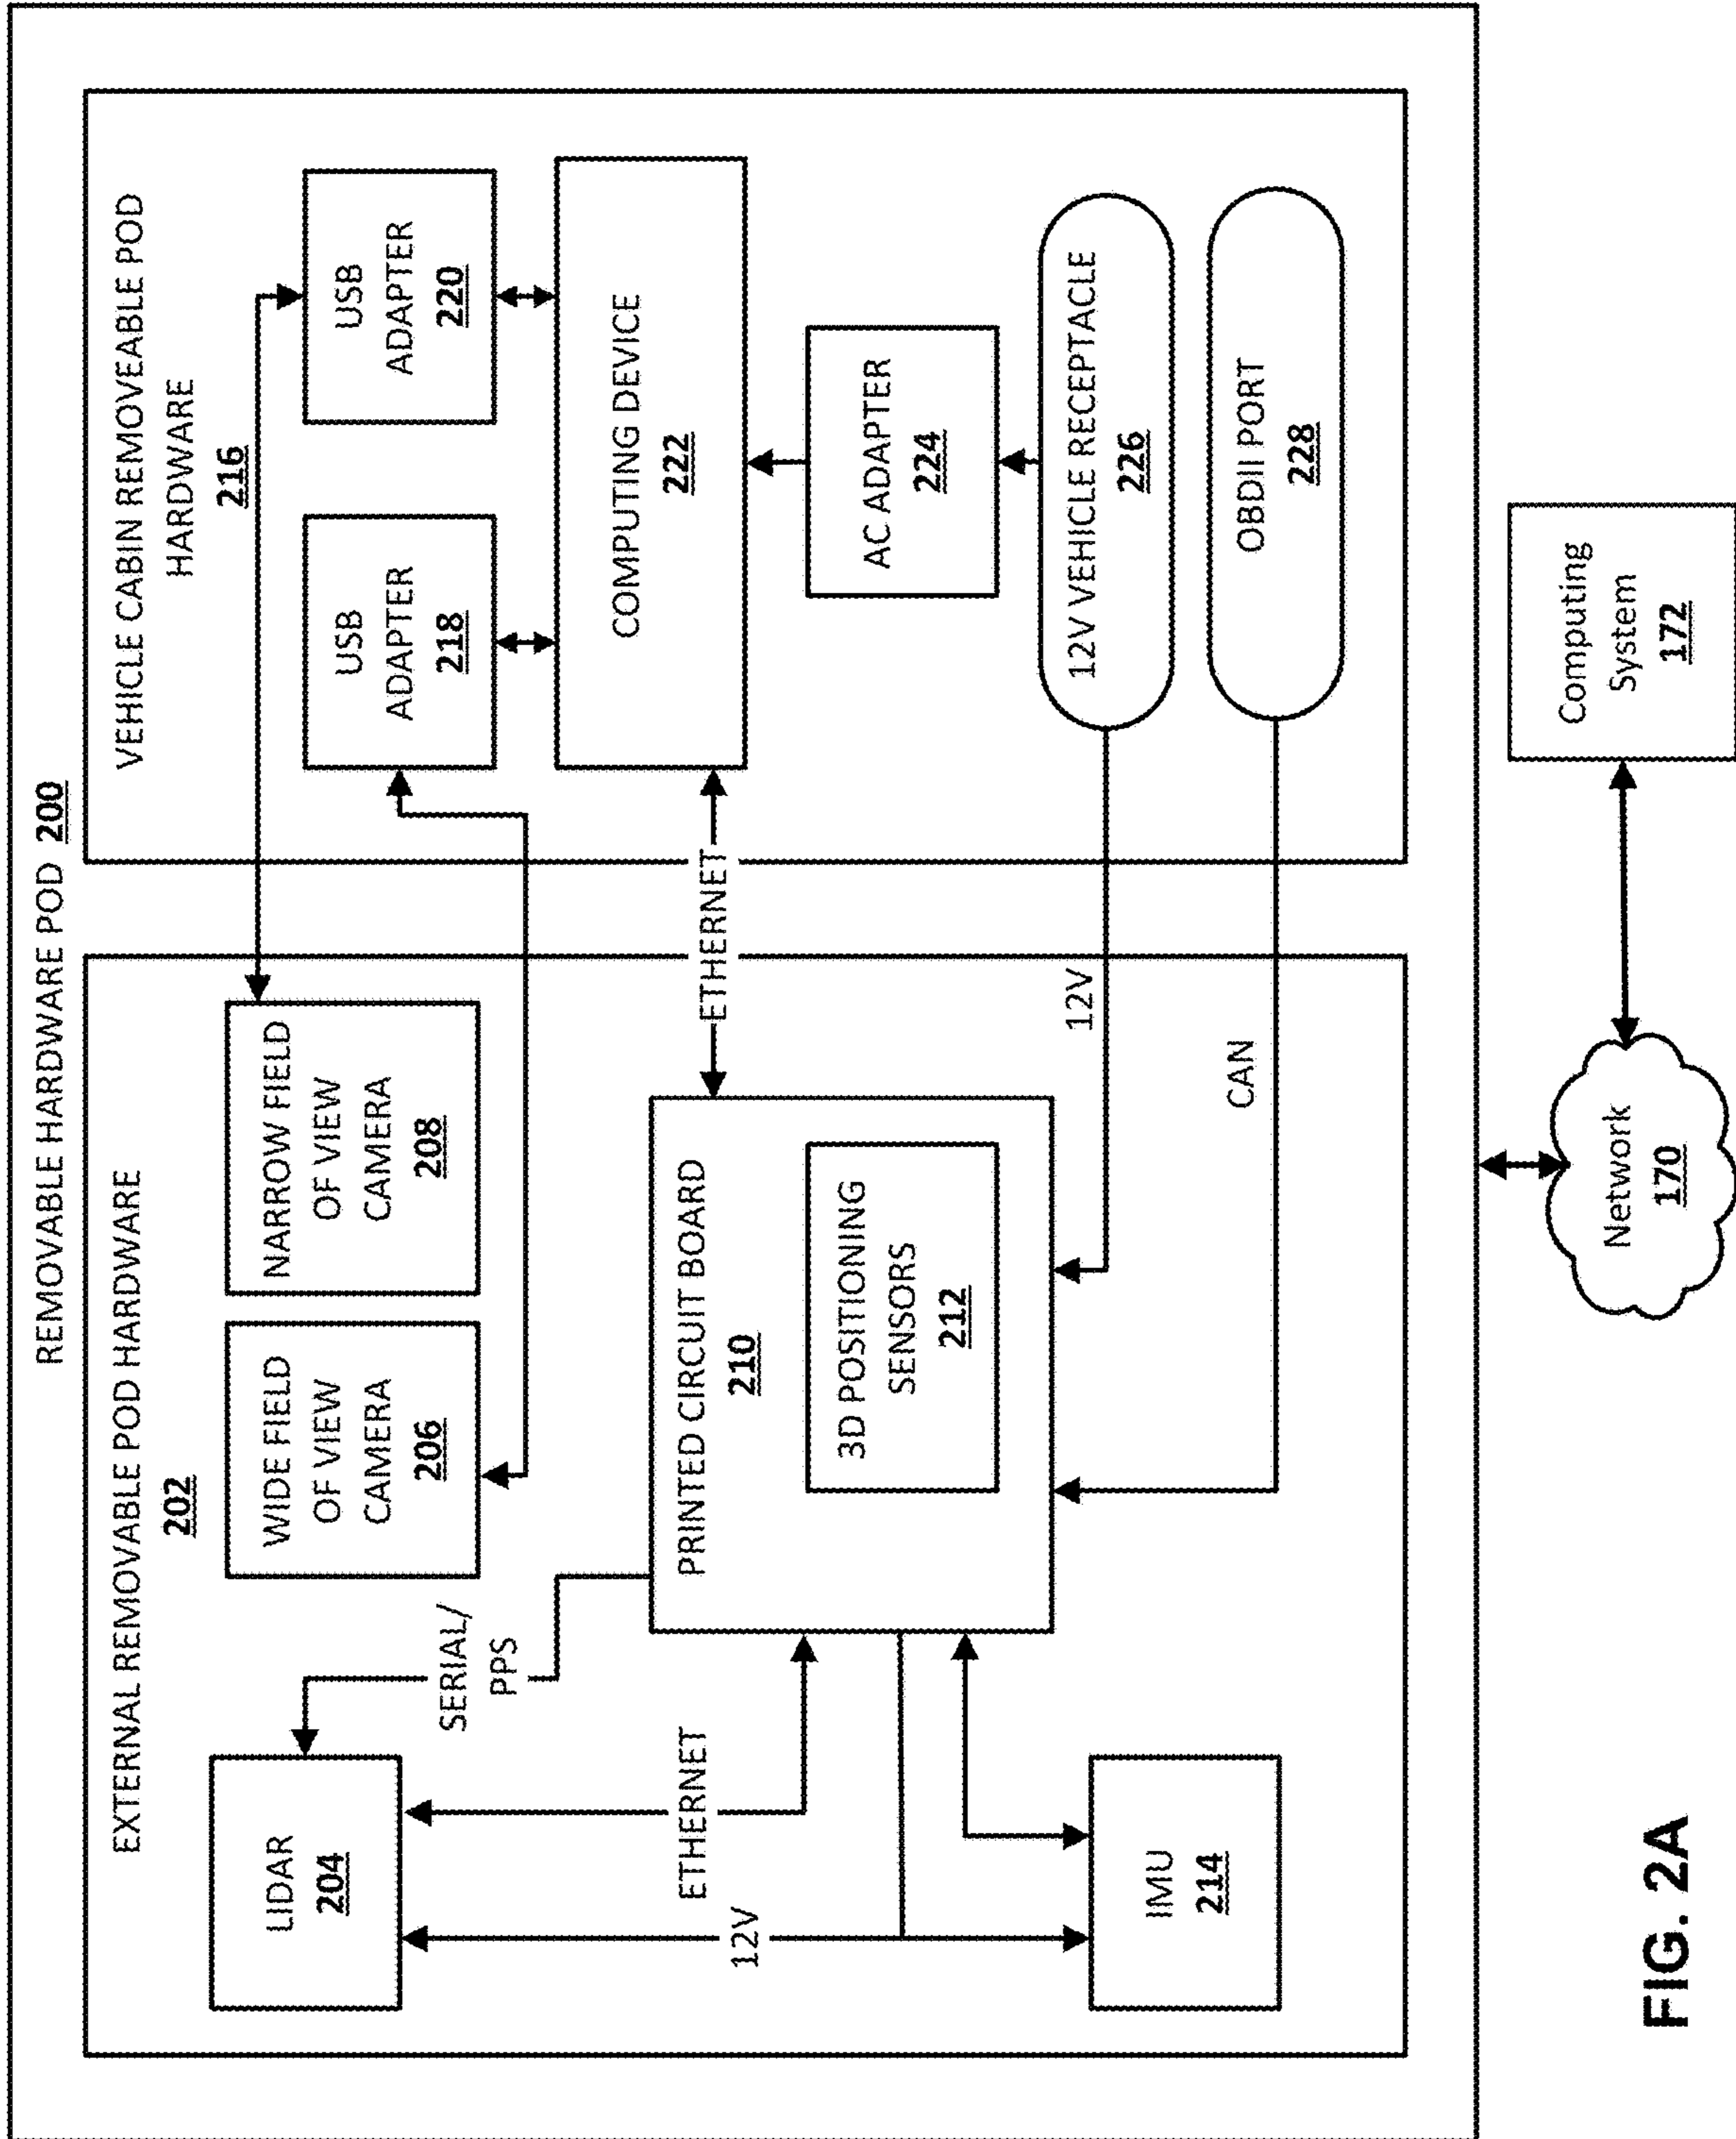 REMOVABLE HARDWARE POD 200
EXTERNAL REMOVABLE POD HARDWARE
202
LIDAR
204
SERIAL/
PPS
WIDE FIELD
OF VIEW
CAMERA
206
NARROW FIELD
OF VIEW
CAMERA
208
ETHERNET
12V
PRINTED CIRCUIT BOARD
210
3D POSITIONING
SENSORS
212
IMU
214
ETHERNET
12V
CAN
VEHICLE CABIN REMOVEABLE POD
HARDWARE
216
USB
ADAPTER
218
USB
ADAPTER
220
COMPUTING DEVICE
222
AC ADAPTER
224
12V VEHICLE RECEPTACLE
226
OBDII PORT
228
Network
170
Computing
System
172
FIG. 2A